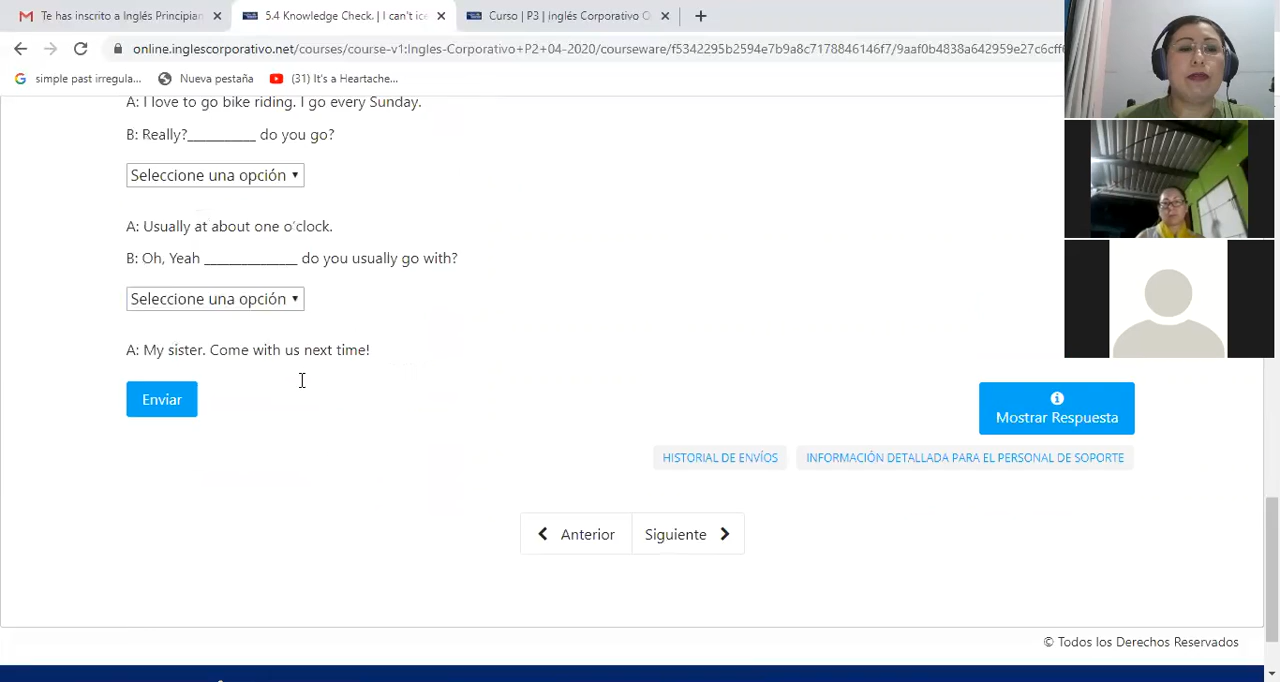 Te has inscrito a Inglés Principian
5.4 Knowledge Check. | I can't ice
Curso | P3 | inglés Corporativo O
online.inglescorporativo.net/courses/course-v1:Ingles-Corporativo+P2+04-2020/courseware/f5342295b2594e7b9a8c7178846146f7/9aaf0b4838a642959e27c6cff
simple past irregula...
Nueva pestaña
(31) It's a Heartache...
A: I love to go bike riding. I go every Sunday.
B: Really?__________ do you go?
Seleccione una opción
A: Usually at about one o'clock.
B: Oh, Yeah ______________ do you usually go with?
Seleccione una opción
A: My sister. Come with us next time!
Enviar
Mostrar Respuesta
HISTORIAL DE ENVÍOS
INFORMACIÓN DETALLADA PARA EL PERSONAL DE SOPORTE
Anterior
Siguiente
© Todos los Derechos Reservados